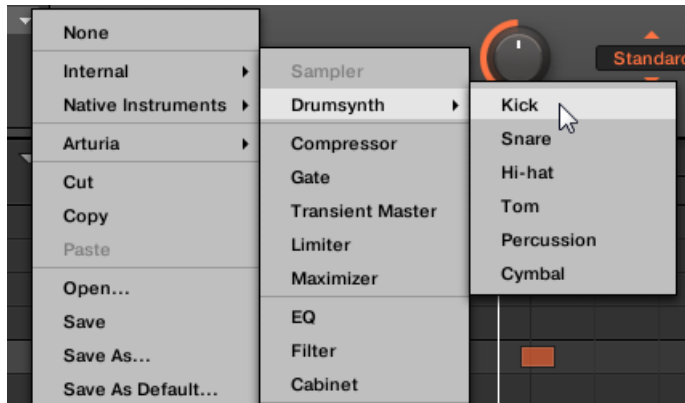 None
Internal
Native Instruments
Arturia
Cut
Copy
Paste
Open...
Save
Save As...
Save As Default...
Sampler
Drumsynth
Compressor
Gate
Transient Master
Limiter
Maximizer
EQ
Filter
Cabinet
Kick
Snare
Hi-hat
Tom
Percussion
Cymbal